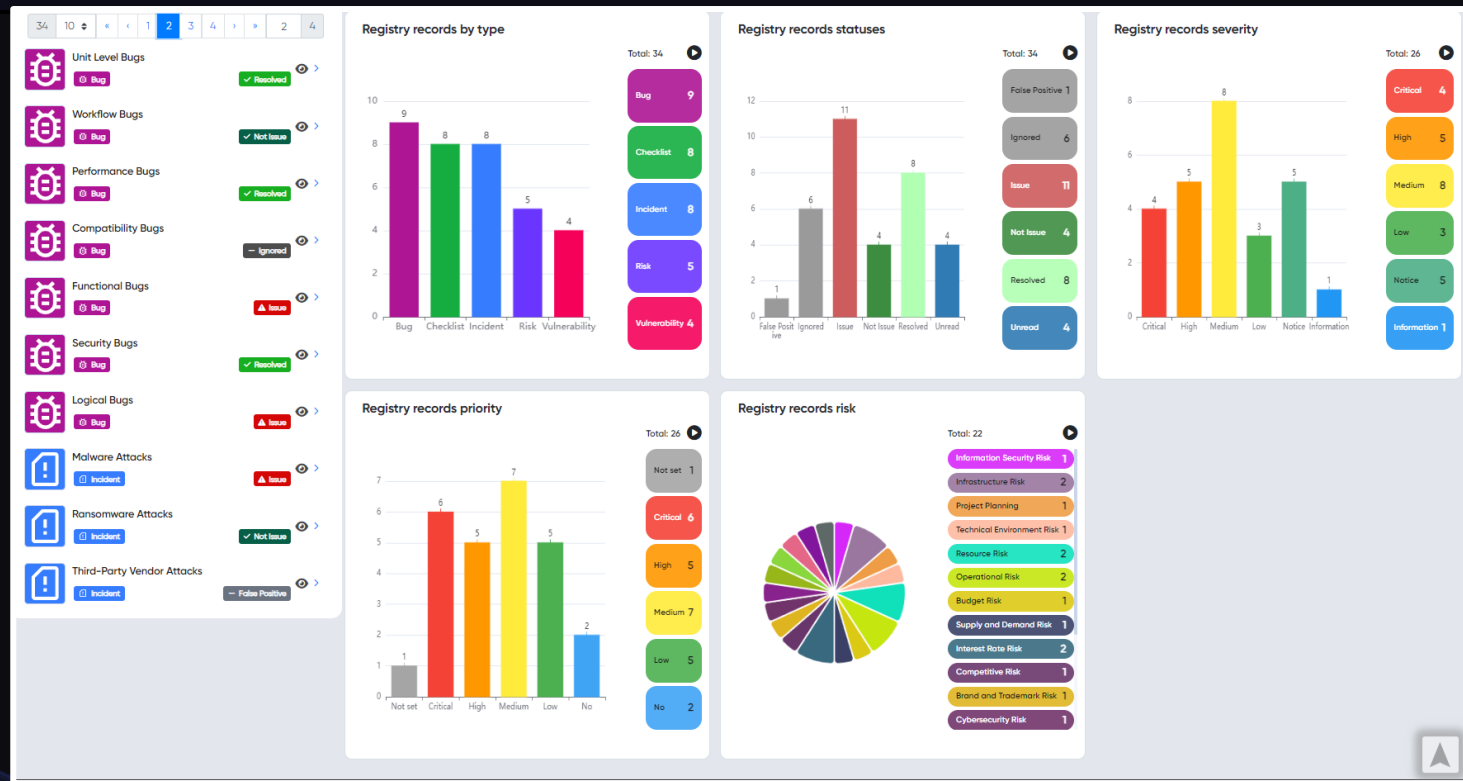 34 10 « ‹ 1 2 3 4 › » 2 4
Unit Level Bugs
Bug Resolved
Workflow Bugs
Bug Not Issue
Performance Bugs
Bug Resolved
Compatibility Bugs
Bug Ignored
Functional Bugs
Bug Issue
Security Bugs
Bug Resolved
Logical Bugs
Bug Issue
Malware Attacks
Incident Issue
Ransomware Attacks
Incident Not Issue
Third-Party Vendor Attacks
Incident False Positive
Registry records by type
Total: 34
10
8
6
4
2
0
9
8
8
5
4
Bug Checklist Incident Risk Vulnerability
Bug 9
Checklist 8
Incident 8
Risk 5
Vulnerability 4
Registry records statuses
Total: 34
12
10
8
6
4
2
0
1
6
11
4
8
4
False Posit Ignored Issue Not Issue Resolved Unread
ive
False Positive 1
Ignored 6
Issue 11
Not Issue 4
Resolved 8
Unread 4
Registry records severity
Total: 26
8
6
4
2
0
4
5
8
3
5
1
Critical High Medium Low Notice Information
Critical 4
High 5
Medium 8
Low 3
Notice 5
Information 1
Registry records priority
Total: 26
7
6
5
4
3
2
1
0
1
6
5
7
5
2
Not set Critical High Medium Low No
Not set 1
Critical 6
High 5
Medium 7
Low 5
No 2
Registry records risk
Total: 22
Information Security Risk 1
Infrastructure Risk 2
Project Planning 1
Technical Environment Risk 1
Resource Risk 2
Operational Risk 2
Budget Risk 1
Supply and Demand Risk 1
Interest Rate Risk 2
Competitive Risk 1
Brand and Trademark Risk 1
Cybersecurity Risk 1